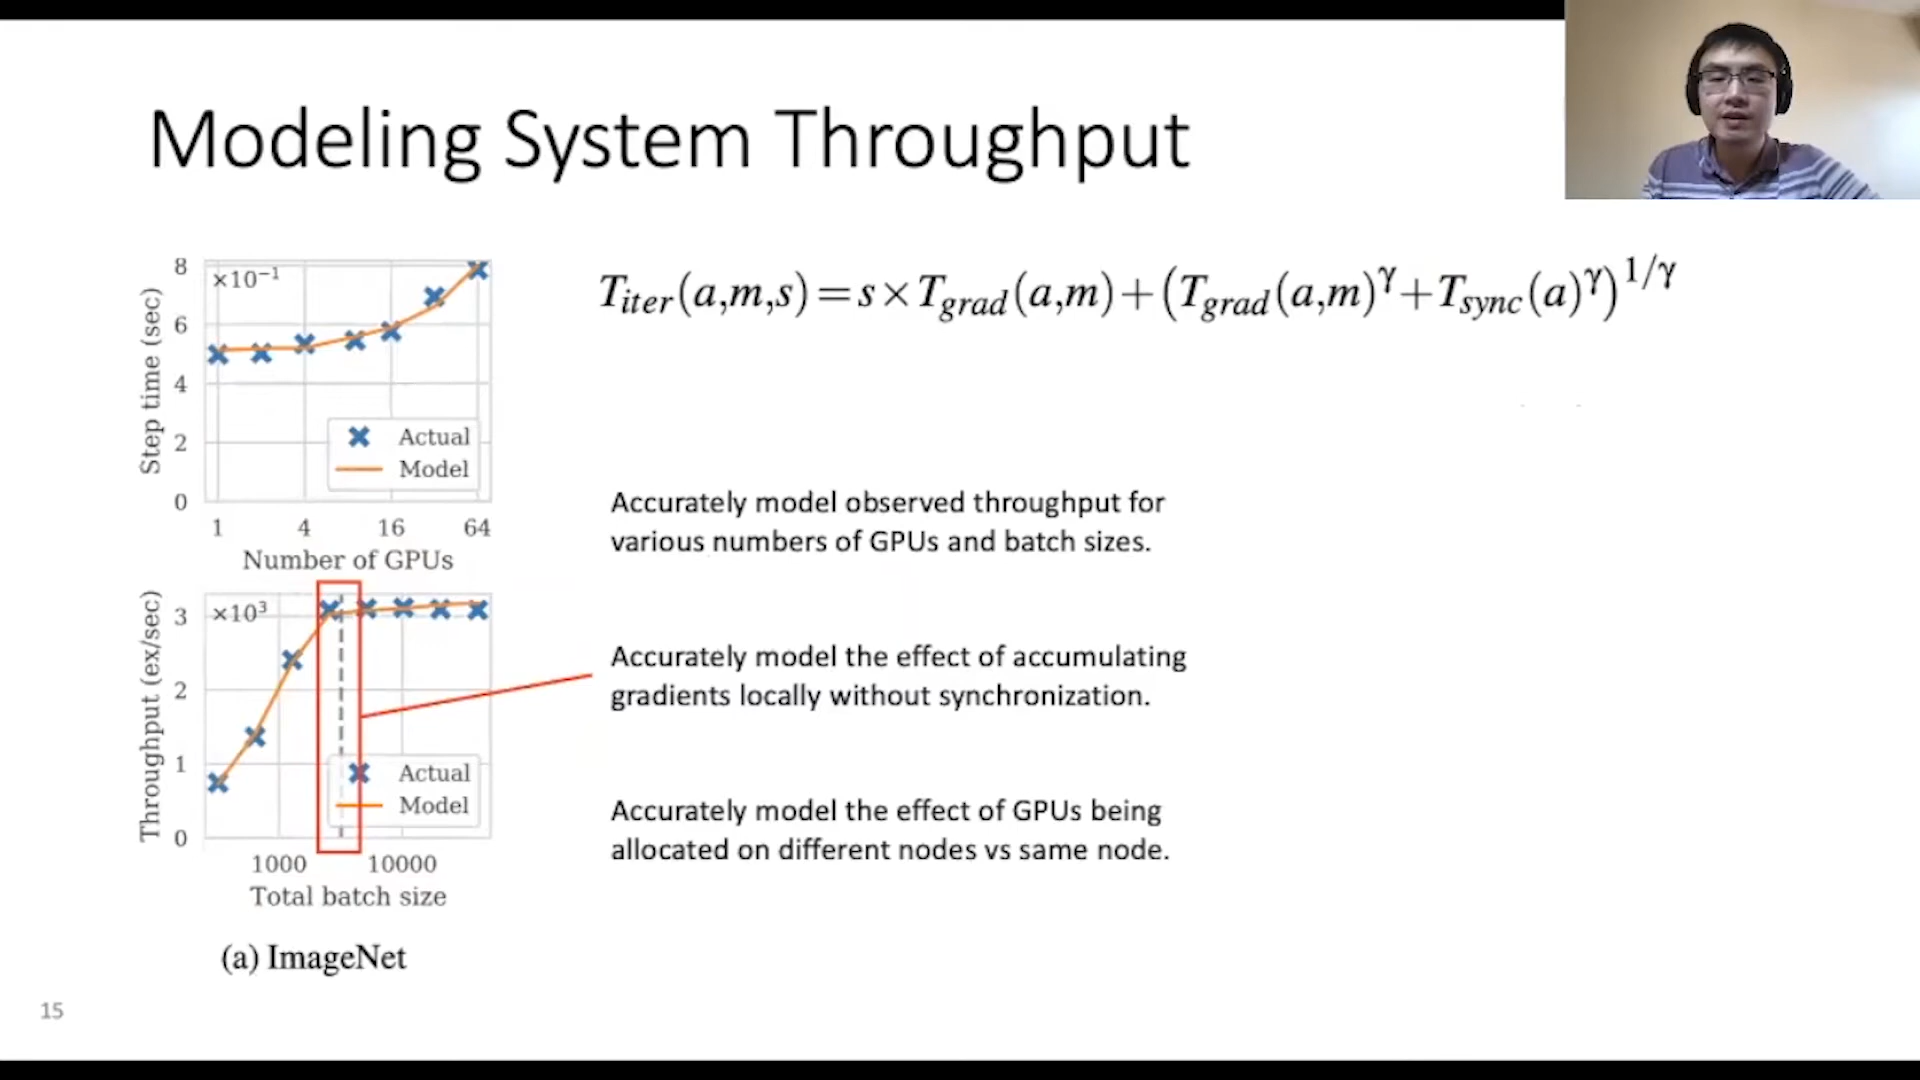 Modeling System Throughput
T_iter(a,m,s)=s×T_grad(a,m)+(T_grad(a,m)^γ+T_sync(a)^γ)^1/γ
×10⁻¹
8
6
4
2
0
Step time (sec)
Actual
Model
1 4 16 64
Number of GPUs
Accurately model observed throughput for
various numbers of GPUs and batch sizes.
×10³
3
2
1
0
Throughput (ex/sec)
Actual
Model
1000 10000
Total batch size
(a) ImageNet
Accurately model the effect of accumulating
gradients locally without synchronization.
Accurately model the effect of GPUs being
allocated on different nodes vs same node.
15